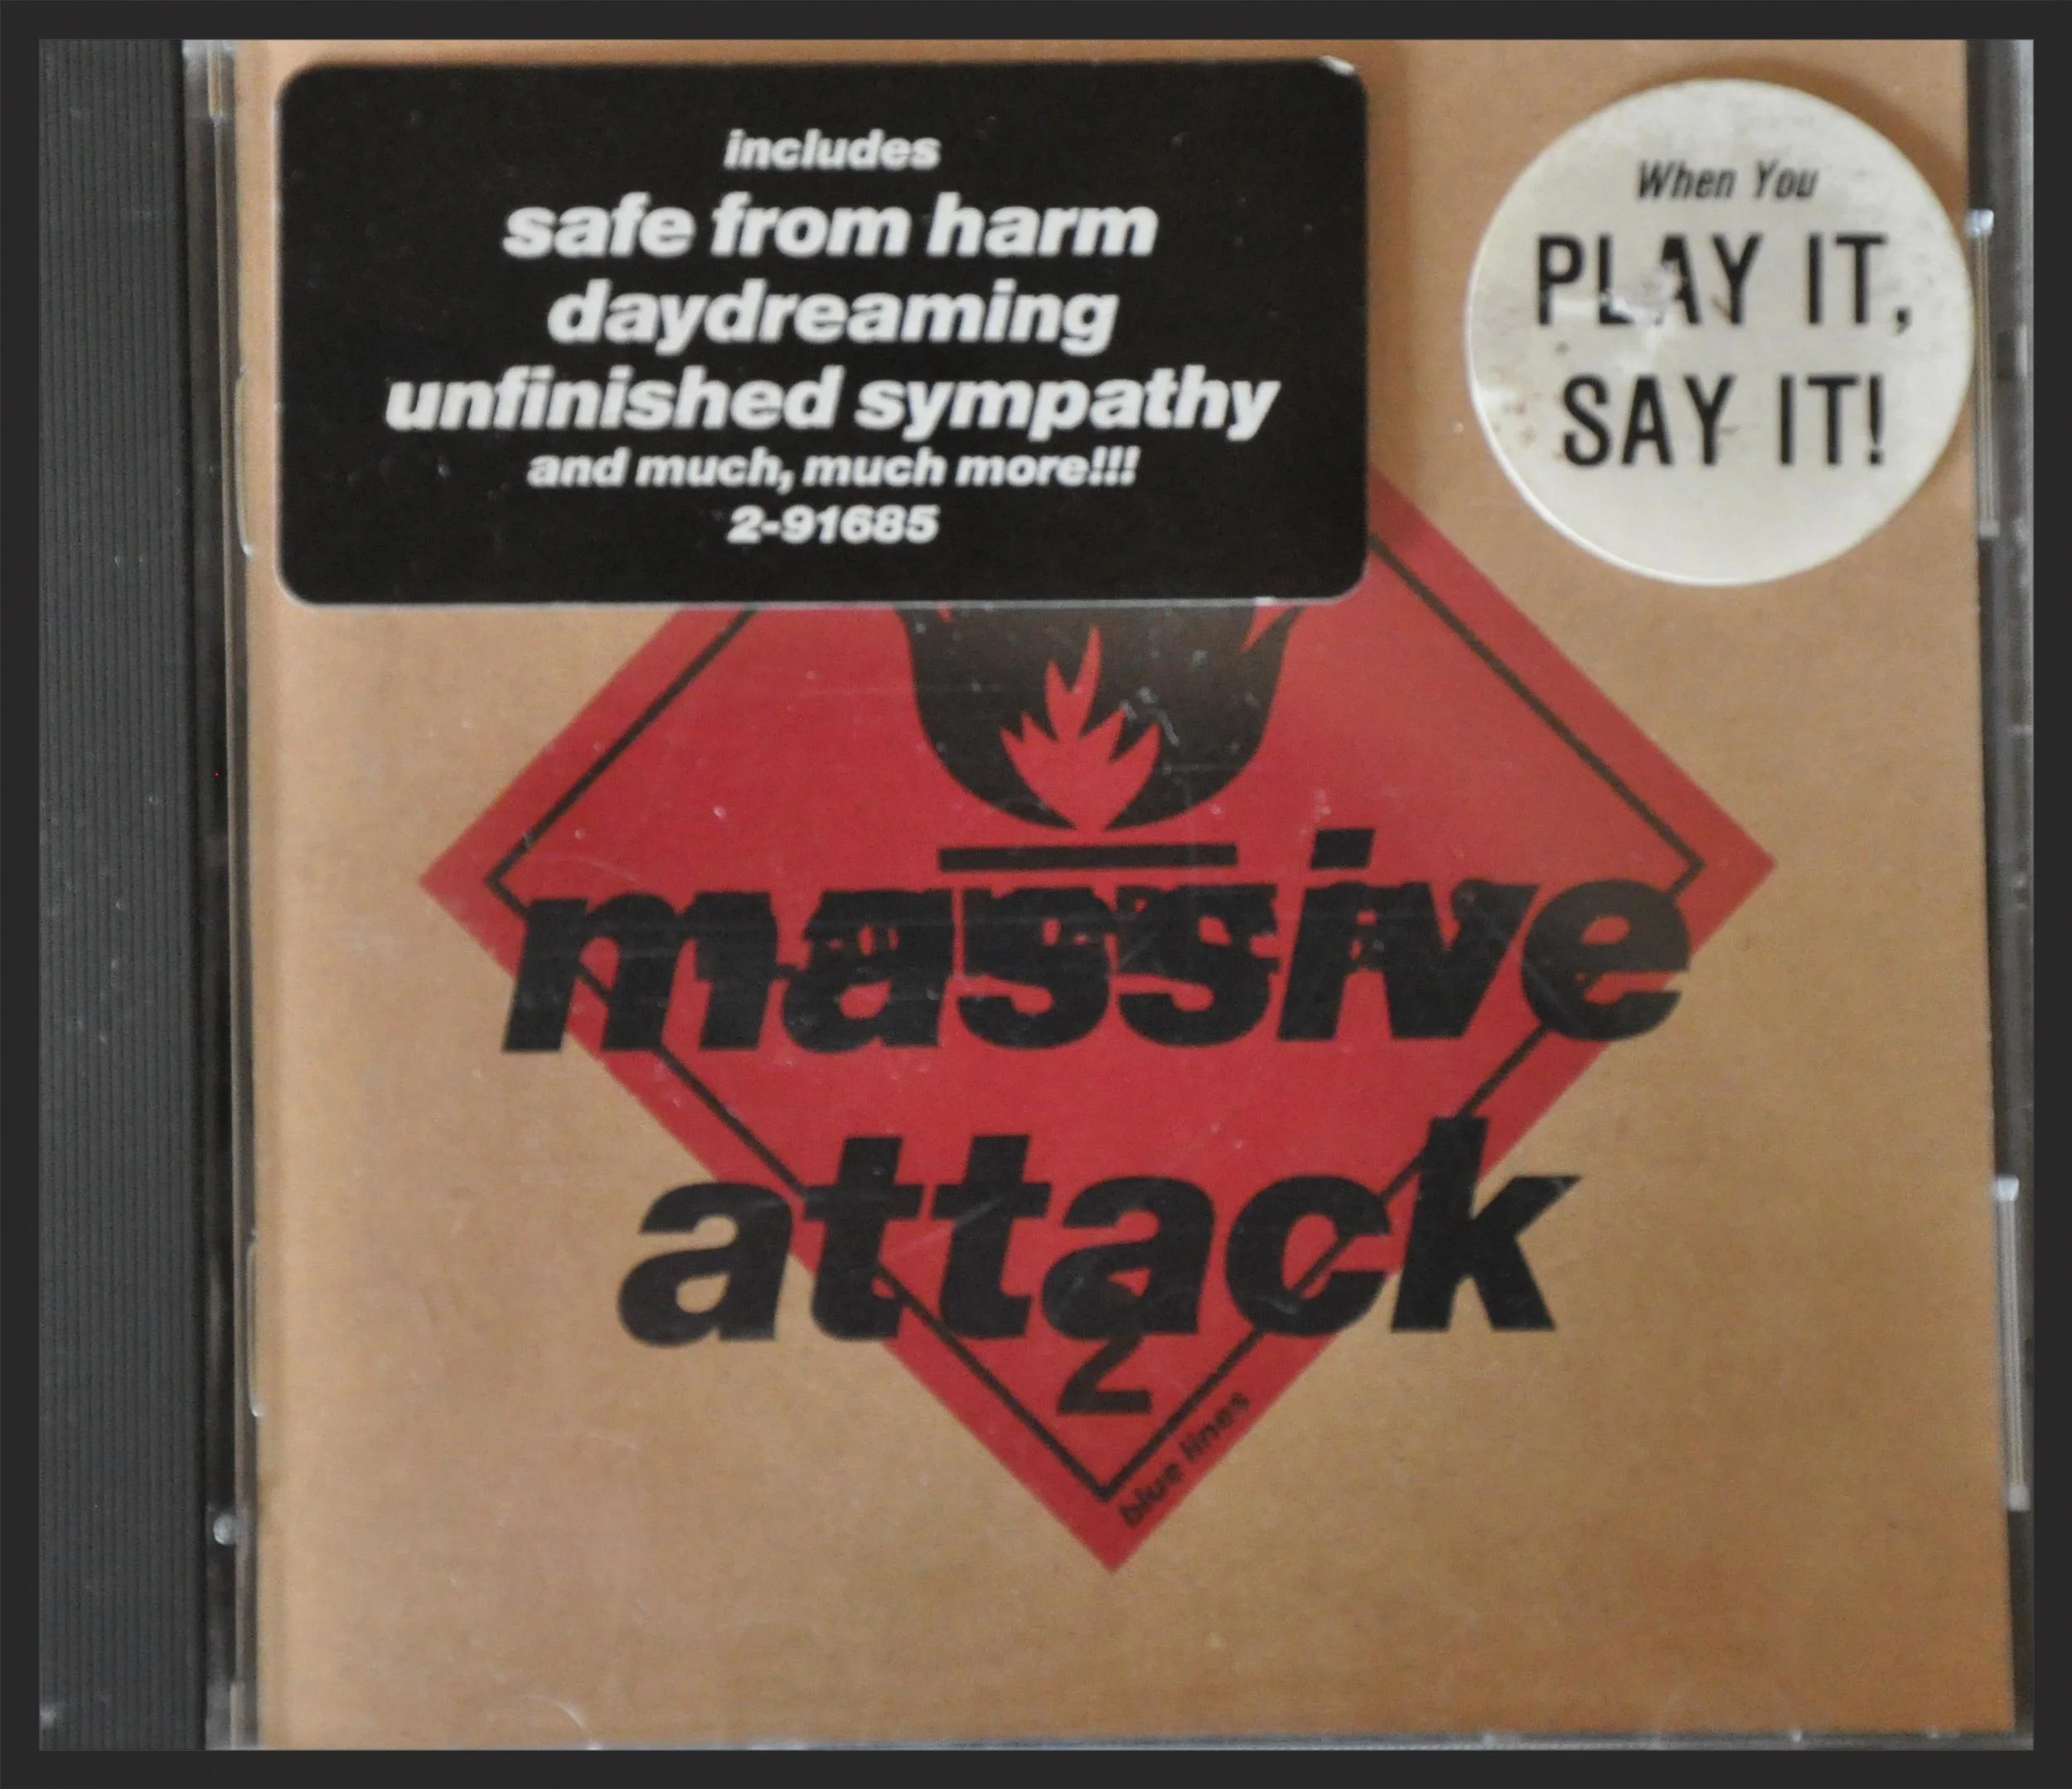 includes
safe from harm
daydreaming
unfinished sympathy
and much, much more!!!
2-91685
When You
PLAY IT,
SAY IT!
massive
attack
2
blue lines